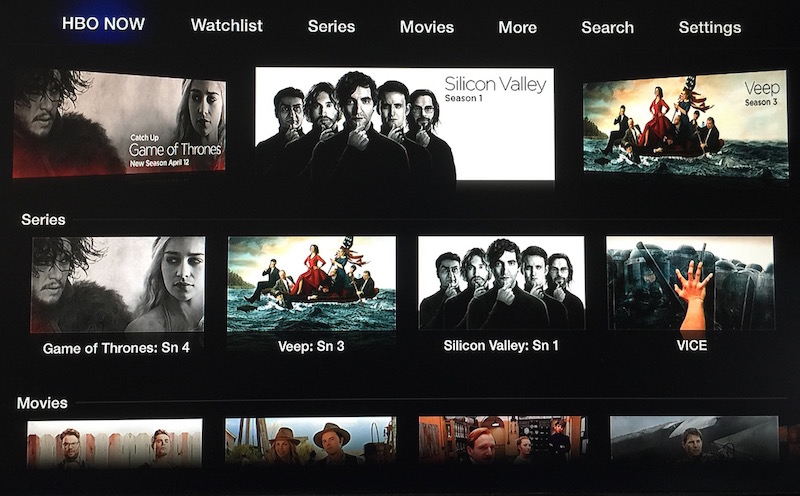 HBO NOW Watchlist Series Movies More Search Settings
Catch Up
Game of Thrones
New Season April 12
Silicon Valley
Season 1
Veep
Season 3
Series
Game of Thrones: Sn 4
Veep: Sn 3
Silicon Valley: Sn 1
VICE
Movies